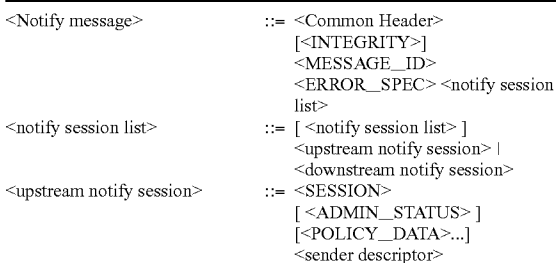 <Notify message> ::= <Common Header>
[<INTEGRITY>]
<MESSAGE_ID>
<ERROR_SPEC> <notify session
list>
<notify session list> ::= [ <notify session list> ]
<upstream notify session> |
<downstream notify session>
<upstream notify session> ::= <SESSION>
[ <ADMIN_STATUS> ]
[<POLICY_DATA>...]
<sender descriptor>